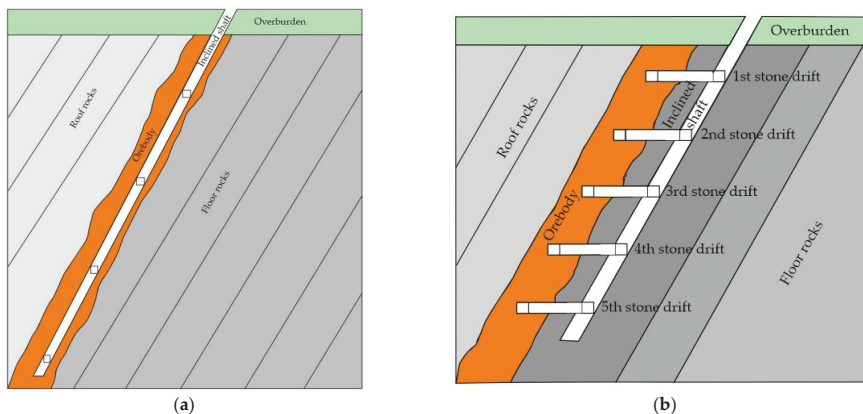 Overburden
Inclined shaft
Roof rocks
Orebody
Floor rocks
(a)
Overburden
1st stone drift
Inclined
shaft
Roof rocks
2nd stone drift
3rd stone drift
Orebody
4th stone drift
Floor rocks
5th stone drift
(b)